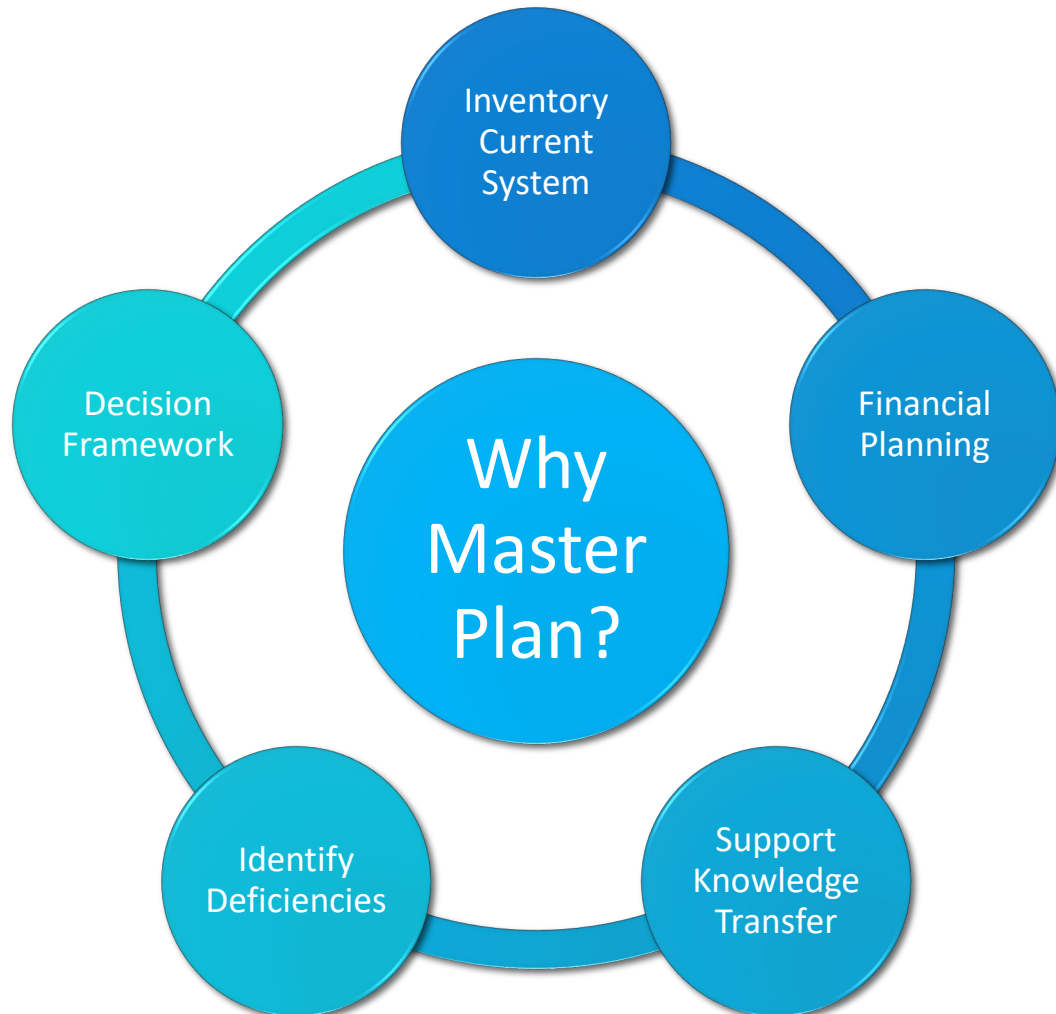 Inventory
Current
System
Financial
Planning
Support
Knowledge
Transfer
Identify
Deficiencies
Decision
Framework
Why
Master
Plan?